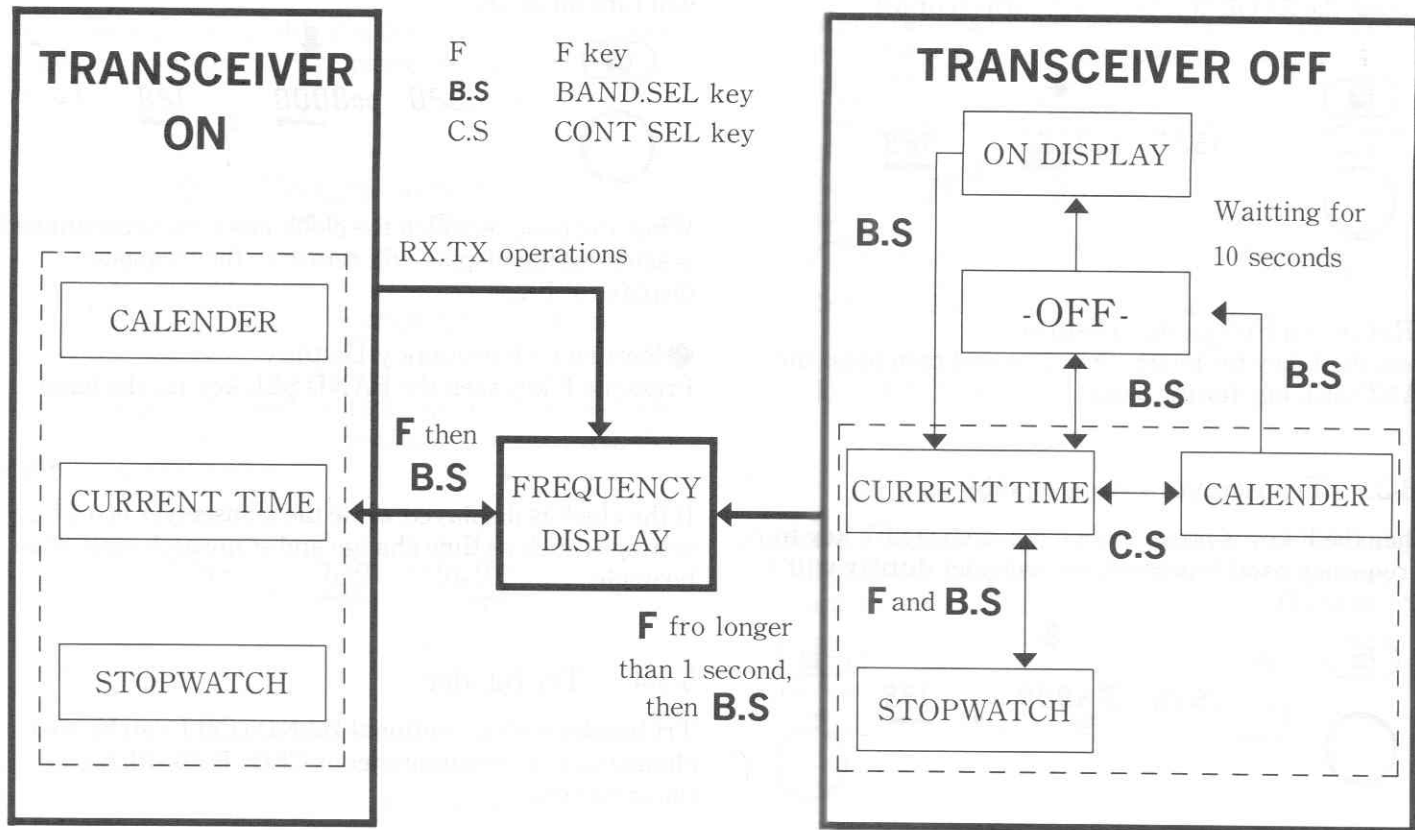 TRANSCEIVER
ON
CALENDER
CURRENT TIME
STOPWATCH
F F key
B.S BAND.SEL key
C.S CONT SEL key
RX.TX operations
F then
B.S
FREQUENCY
DISPLAY
F fro longer
than 1 second,
then B.S
TRANSCEIVER OFF
ON DISPLAY
B.S
Waitting for
10 seconds
-OFF-
B.S
B.S
CURRENT TIME
CALENDER
C.S
F and B.S
STOPWATCH